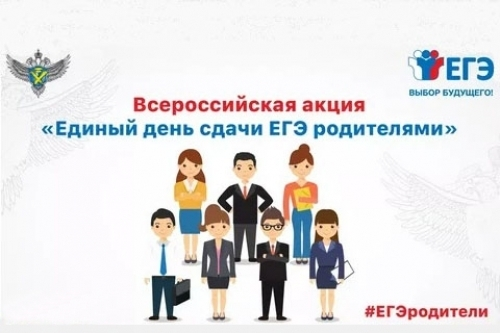 ЕГЭ
ВЫБОР БУДУЩЕГО!
Всероссийская акция
«Единый день сдачи ЕГЭ родителями»
#ЕГЭродители